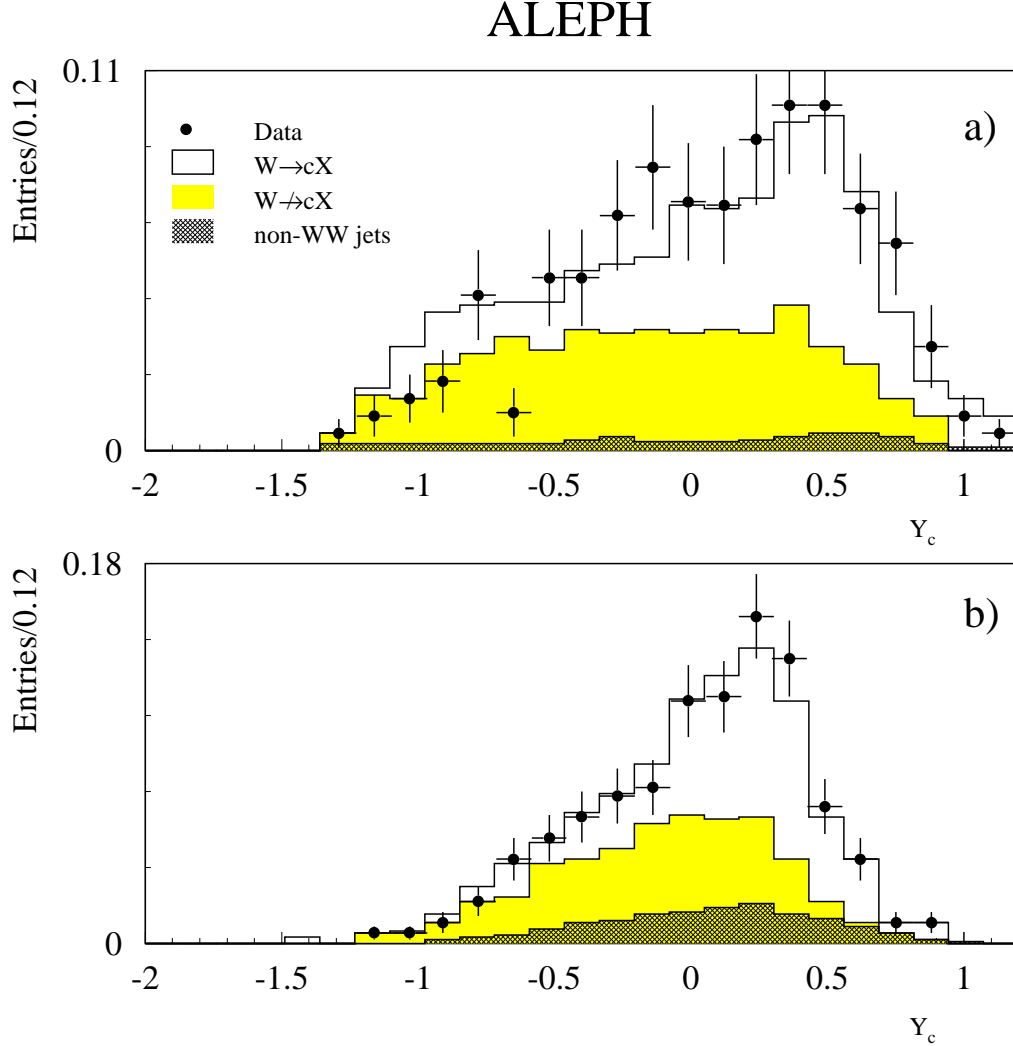 ALEPH
0.11
Entries/0.12
a)
Data
W→cX
W↛cX
non-WW jets
0
-2 -1.5 -1 -0.5 0 0.5 1
Y_c
0.18
Entries/0.12
b)
0
-2 -1.5 -1 -0.5 0 0.5 1
Y_c